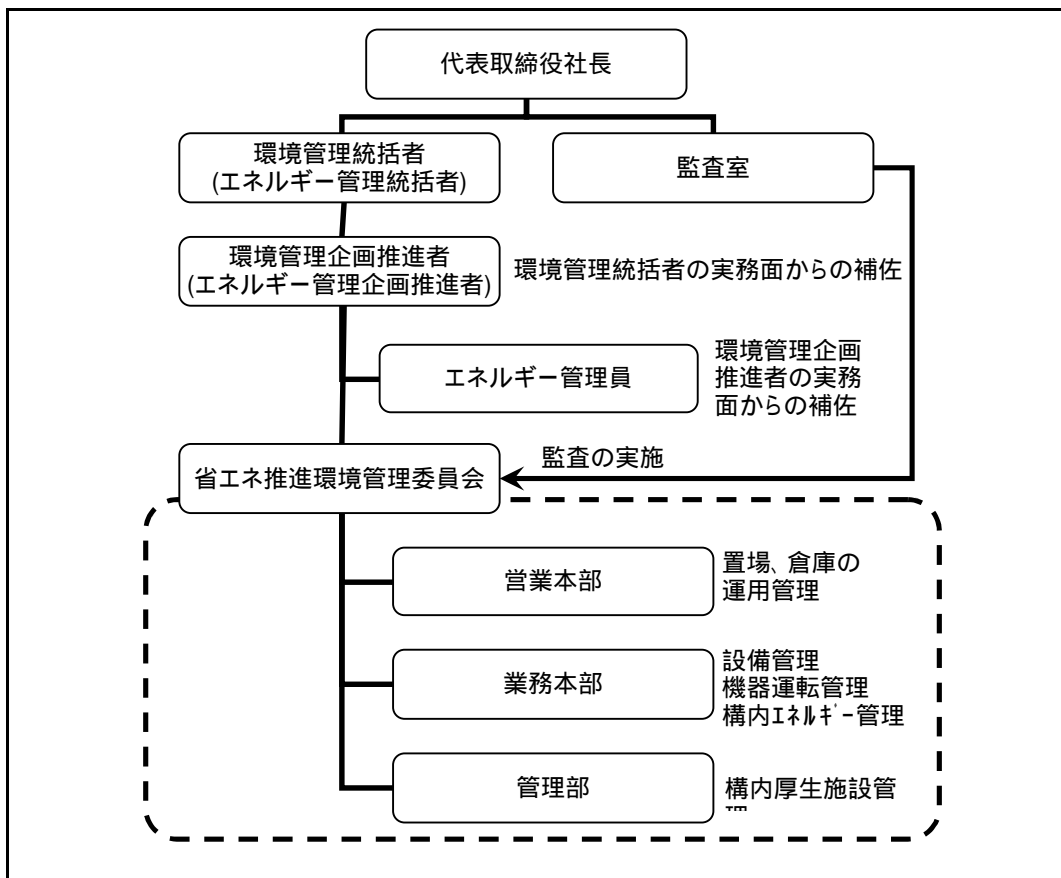 代表取締役社長
環境管理統括者
(エネルギー管理統括者)
監査室
環境管理企画推進者
(エネルギー管理企画推進者)
環境管理統括者の実務面からの補佐
エネルギー管理員
環境管理企画
推進者の実務
面からの補佐
監査の実施
省エネ推進環境管理委員会
営業本部
置場、倉庫の
運用管理
業務本部
設備管理
機器運転管理
構内ｴﾈﾙｷﾞｰ管理
管理部
構内厚生施設管